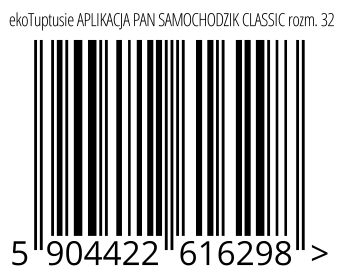 ekoTuptusie APLIKACJA PAN SAMOCHODZIK CLASSIC rozm. 32
5 904422 616298 >